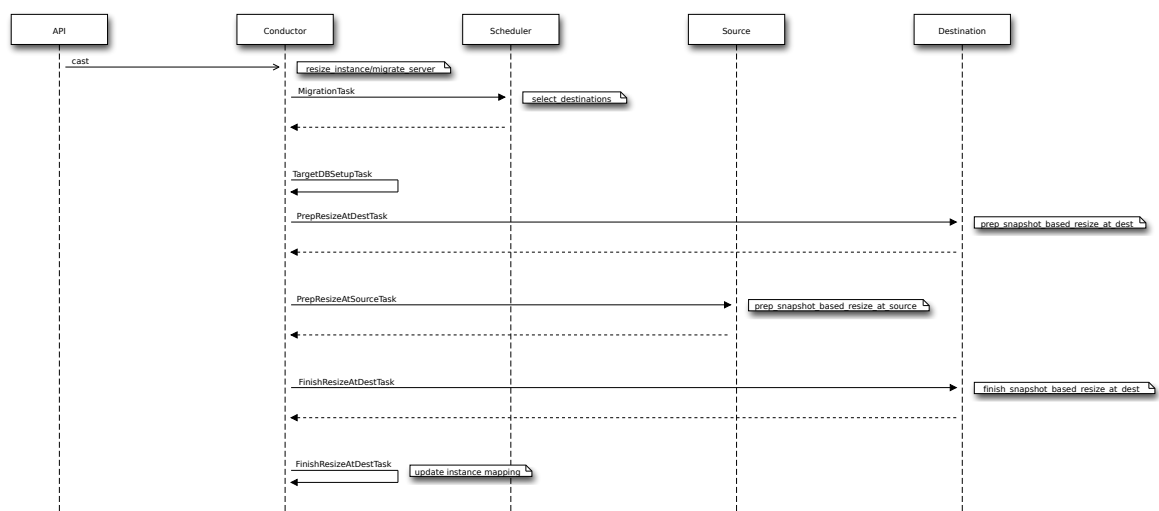 API
Conductor
Scheduler
Source
Destination
cast
resize_instance/migrate_server
MigrationTask
select_destinations
TargetDBSetupTask
PrepResizeAtDestTask
prep_snapshot_based_resize_at_dest
PrepResizeAtSourceTask
prep_snapshot_based_resize_at_source
FinishResizeAtDestTask
finish_snapshot_based_resize_at_dest
FinishResizeAtDestTask
update instance mapping